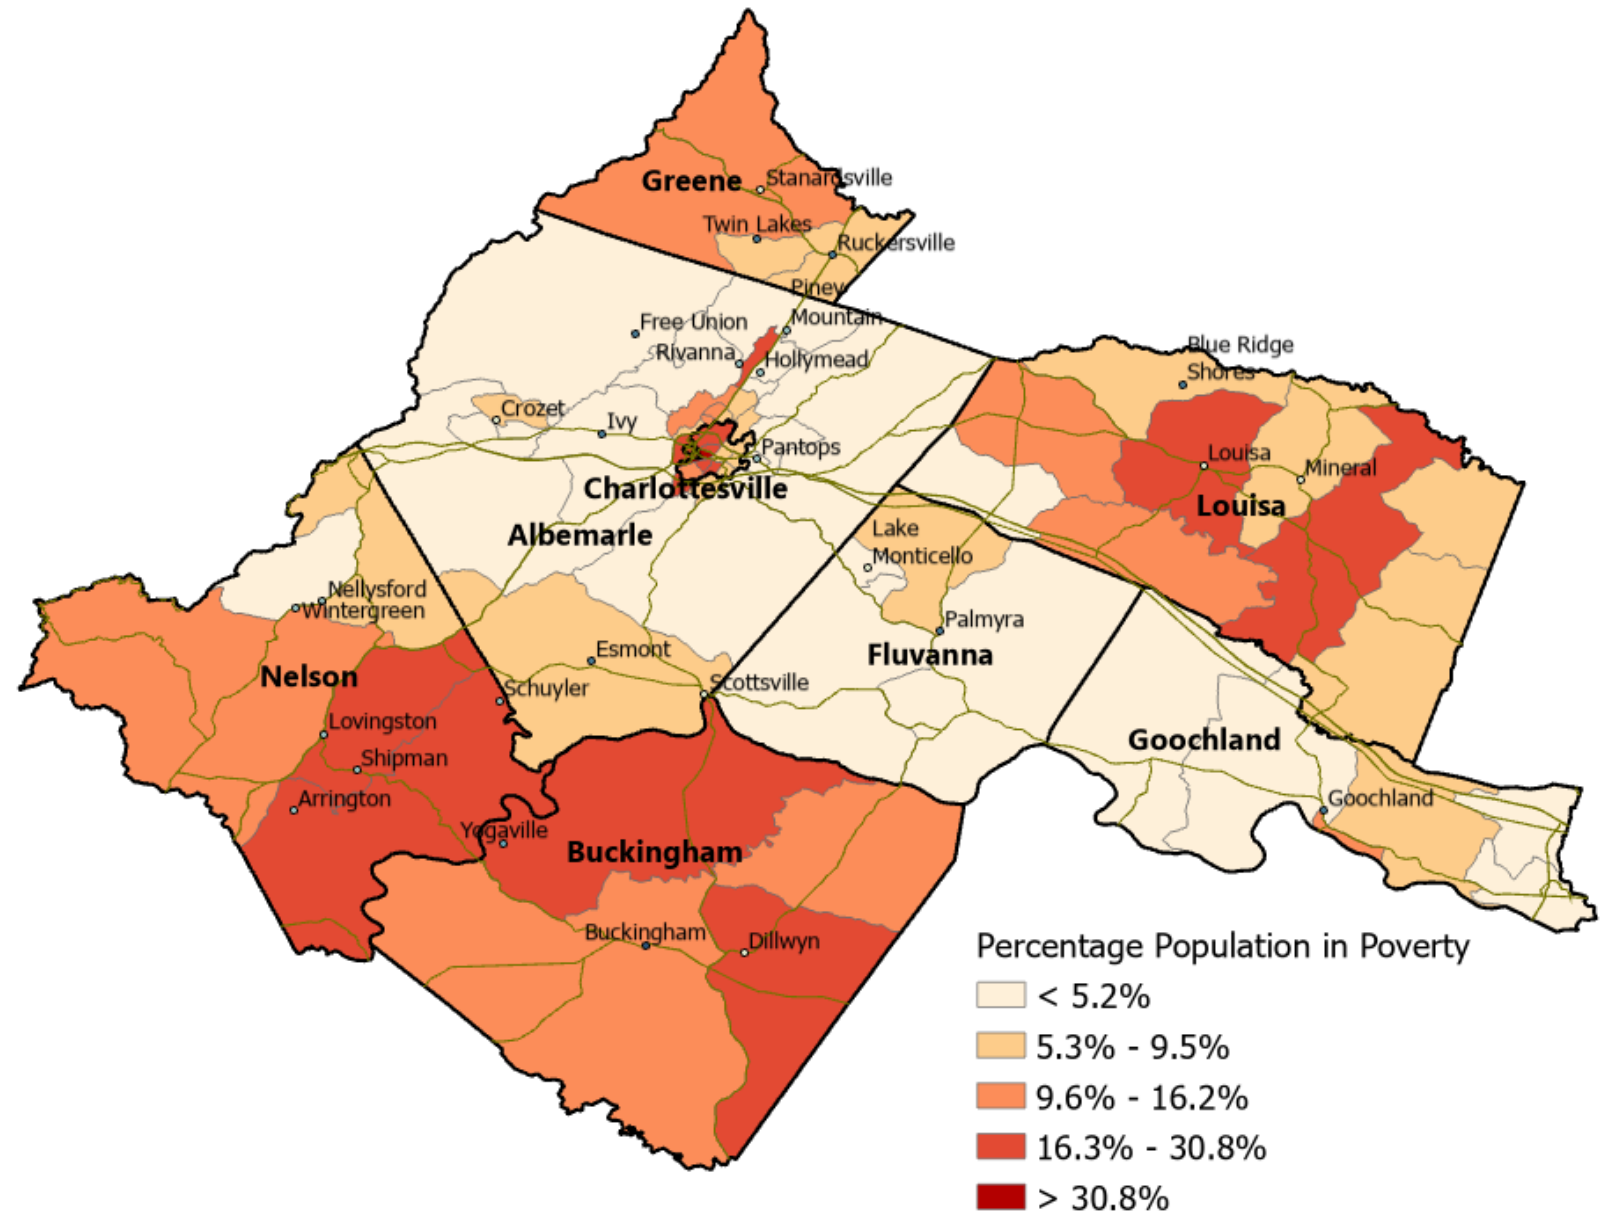 Greene
Stanardsville
Twin Lakes
Ruckersville
Piney
Mountain
Free Union
Rivanna
Hollymead
Blue Ridge
Shores
Crozet
Ivy
Pantops
Louisa
Mineral
Charlottesville
Louisa
Albemarle
Lake
Monticello
Nellysford
Wintergreen
Palmyra
Esmont
Fluvanna
Nelson
Schuyler
Scottsville
Lovingston
Goochland
Shipman
Arrington
Goochland
Yogaville
Buckingham
Buckingham
Dillwyn
Percentage Population in Poverty
< 5.2%
5.3% - 9.5%
9.6% - 16.2%
16.3% - 30.8%
> 30.8%